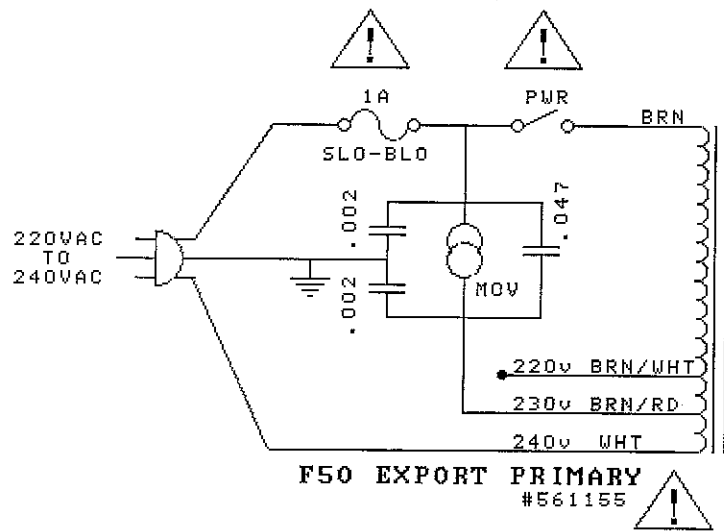 1A
PWR
BRN
SLO-BLO
.002
.047
220VAC
TO
240VAC
.002
MOV
220v BRN/WHT
230v BRN/RD
240v WHT
F50 EXPORT PRIMARY
#561155